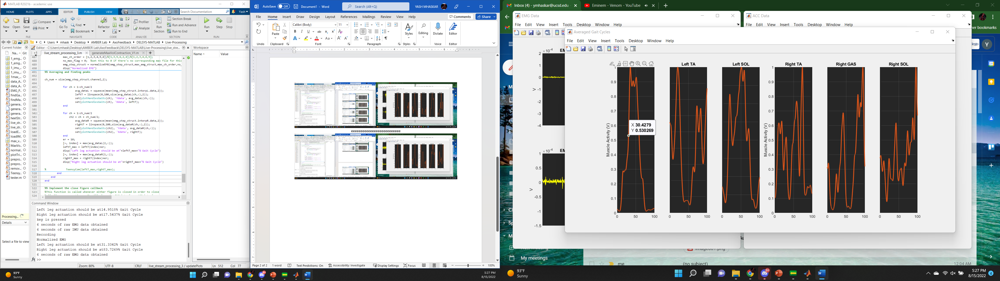 MATLAB R2021b - academic use
HOME PLOTS APPS EDITOR PUBLISH VIEW Search Documentation Yash
New Open Save Compare Print Go To Find Bookmark Refactor Profiler Analyze Run Section Section Break Run and Advance Run to End Run Step Stop
FILE NAVIGATE CODE ANALYZE SECTION RUN
C: Users mhask Desktop AMBER Lab AxoFeedback DELSYS-MATLAB Live-Processing
Current Folder
Na... Git
1_emg...
1_emg...
1_imu_...
1_imu_...
1max_...
data_A...
data_A...
EMG_P...
findGa...
findMa...
genera...
genera...
genera...
heelStr...
live_str...
live_str...
loadE...
loadIM...
max_v...
MaxVo...
normal...
plotTri...
prepro...
prepro...
remov...
Teensy...
tester.m
Processing...
Details
Select a file to view
Editor - C:\Users\mhask\Desktop\AMBER Lab\AxoFeedback\DELSYS-MATLAB\Live-Processing\live_stre...
+1 live_stream_processing_3.m generateMaxVolContraction_V1.m
487 max_ch_order = [1,2,3,4,5,6];%[1,3,5,6,2,4];%[1,2,3,4,6,5];
488 no_max_flag = 0; %set this to 0 if there's no corresponding max file for this
489 emg_step_struct = normalizeEMG(emg_step_struct,max_emg_struct,max_ch_order,no_
490 disp("Normalized EMG")
491 %% Averaging and finding peaks
492
493 ch_num = size(emg_step_struct.channel,2);
494
495 for ch = 1:ch_num/2
496 avg_dataL = squeeze(mean(emg_step_struct.interpL.data,2));
497 leftT = linspace(0,100,size(avg_dataL(ch,:),2));
498 set(plotHandlesGaits(ch), 'Ydata', avg_dataL(ch,:));
499 set(plotHandlesGaits(ch), 'Xdata', leftT);
500 end
501
502 for ch = 1:ch_num/2
503 ch2 = ch + ch_num/2;
504 avg_dataR = squeeze(mean(emg_step_struct.interpR.data,2));
505 rightT = linspace(0,100,size(avg_dataR(ch,:),2));
506 set(plotHandlesGaits(ch2), 'Ydata', avg_dataR(ch,:));
507 set(plotHandlesGaits(ch2), 'Xdata', rightT);
508 end
509 er = 10;
510 [~, index] = max(avg_dataL(2,:));
511 leftT_max = leftT(index)+er;
512 disp("Left leg actuation should be at"+leftT_max+"% Gait Cycle")
513 [~, index] = max(avg_dataR(1,:));
514 rightT_max = rightT(index)+er;
515 disp("Right leg actuation should be at"+rightT_max+"% Gait Cycle")
516
517 % TeensyCom(leftT_max,rightT_max);
518 end
519 end
520 end
521
522 %% Implement the close figure callback
523 %This function is called whenever either figure is closed in order to close
524
Command Window
Left leg actuation should be at14.9518% Gait Cycle
Right leg actuation should be at17.5437% Gait Cycle
key is pressed
6 seconds of raw EMG data obtained
6 seconds of raw IMU data obtained
Recording
Normalized EMG
Left leg actuation should be at31.3342% Gait Cycle
Right leg actuation should be at83.7269% Gait Cycle
6 seconds of raw EMG data obtained
fx >>
Workspace
Name Value
Zoom: 80% UTF-8 CRLF live_stream_processing_3 / updatePlots Ln 512 Col 77
AutoSave Off Document1 - Word Search (Alt+Q) YASH MHASKAR
File Home Insert Draw Design Layout References Mailings Review View Help Comments Share
Paste Calibri (Body) 11 Styles Editing Dictate Editor
Undo Clipboard Font Paragraph Styles Voice Editor
eeeeeeeeeeeeeeeeeeeeeeeeee
Page 2 of 2 1 word Text Predictions: On Accessibility: Investigate Display Settings Focus 100%
93°F
Sunny
5:27 PM
8/15/2022
Inbox (4) - ymhaskar@ucsd.edu Eminem - Venom - YouTube
her bookmarks
iego Y
EMG Data
File Edit View Insert Tools Desktop Window Help
ACC Data
File Edit View Insert Tools Desktop Window Help
×10-4
2
1
0
-1
-2
-3
-4
V
×10-4
1
0.5
0
-0.5
-1
-1.5
V
Averaged Gait Cycles
File Edit View Insert Tools Desktop Window Help
Left TA Left SOL Right TA Right GAS Right SOL
Muscle Activity (V)
1
0.9
0.8
0.7
0.6
0.5
0.4
0.3
0.2
0.1
0
X 30.4279
Y 0.530269
Muscle Activity (V)
1
0.9
0.8
0.7
0.6
0.5
0.4
0.3
0.2
0.1
0
0 50 100 0 50 100 0 50 100 0 50 100 0 50 100 0 50 100
My meetings
me (no subject) 12:04 AM
93°F
Sunny
5:27 PM
8/15/2022
4